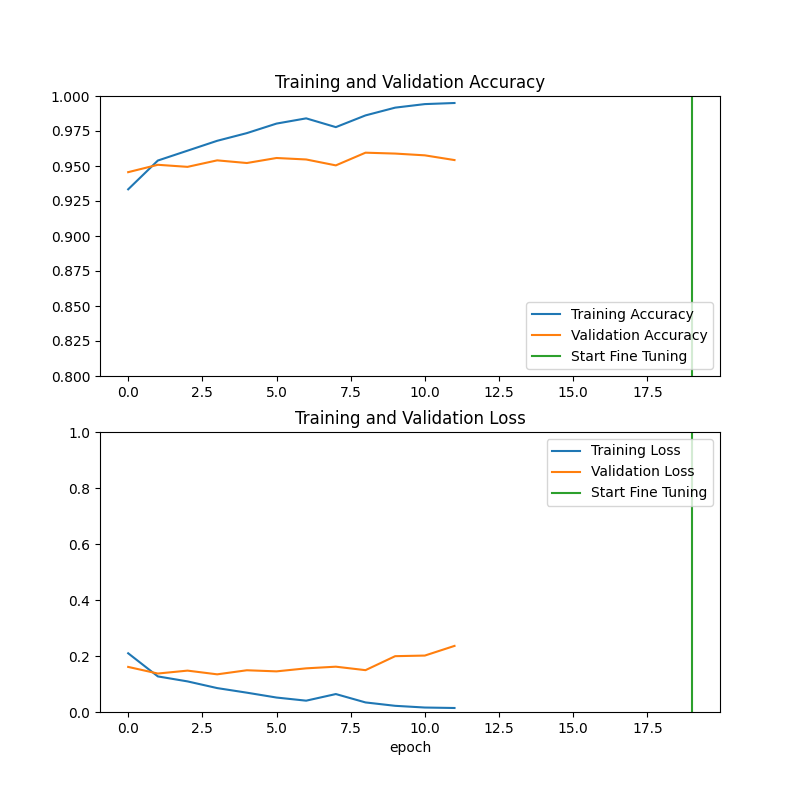 Training and Validation Accuracy
1.000
0.975
0.950
0.925
0.900
0.875
0.850
0.825
0.800
Training Accuracy
Validation Accuracy
Start Fine Tuning
0.0 2.5 5.0 7.5 10.0 12.5 15.0 17.5
Training and Validation Loss
1.0
0.8
0.6
0.4
0.2
0.0
Training Loss
Validation Loss
Start Fine Tuning
0.0 2.5 5.0 7.5 10.0 12.5 15.0 17.5
epoch